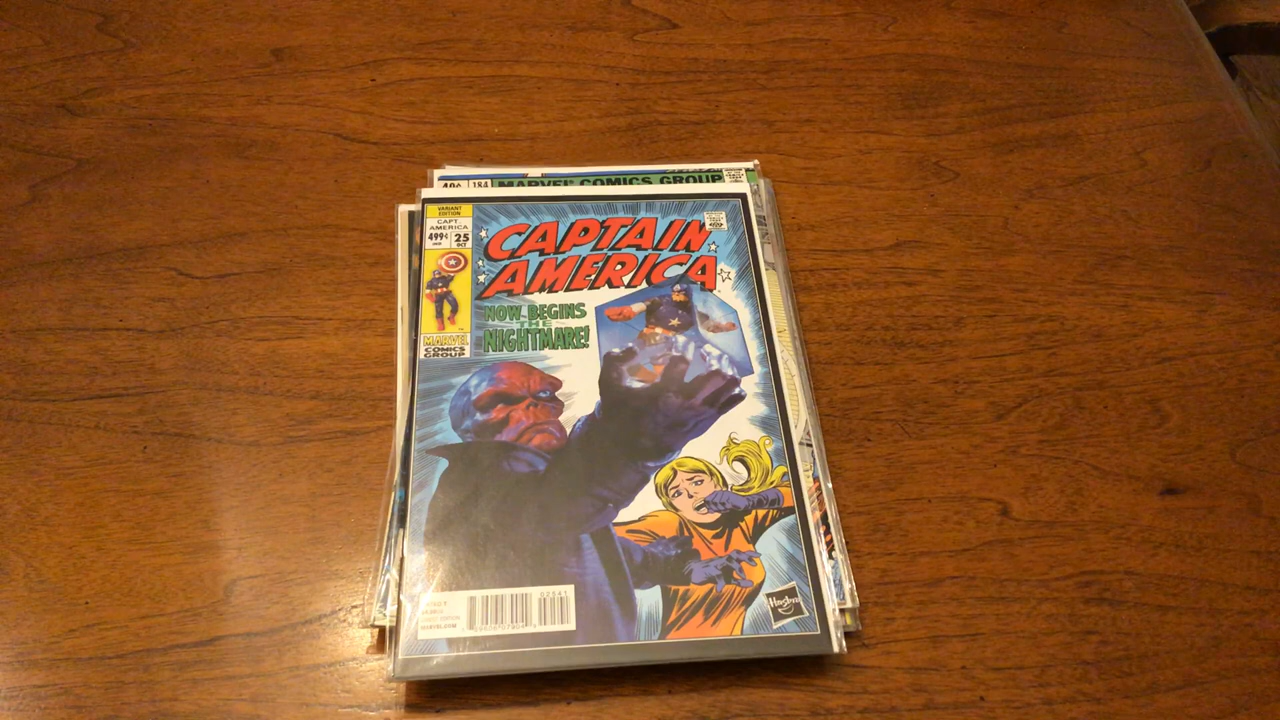 40¢ 184 MARVEL COMICS GROUP
VARIANT
EDITION
CAPT.
AMERICA
499¢ 25
OCT
CAPTAIN
AMERICA
NOW BEGINS
THE
NIGHTMARE!
MARVEL
COMICS
GROUP
02541
MARVEL.COM
Hasbro